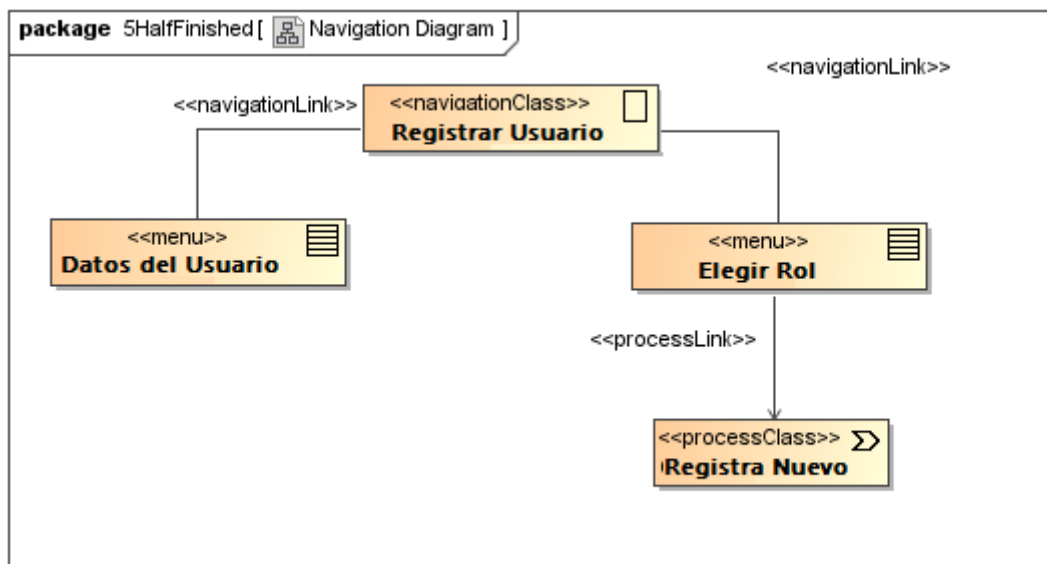 package 5HalfFinished [ Navigation Diagram ]
<<navigationLink>>
<<navigationLink>>
<<navigationClass>>
Registrar Usuario
<<menu>>
Datos del Usuario
<<menu>>
Elegir Rol
<<processLink>>
<<processClass>>
Registra Nuevo